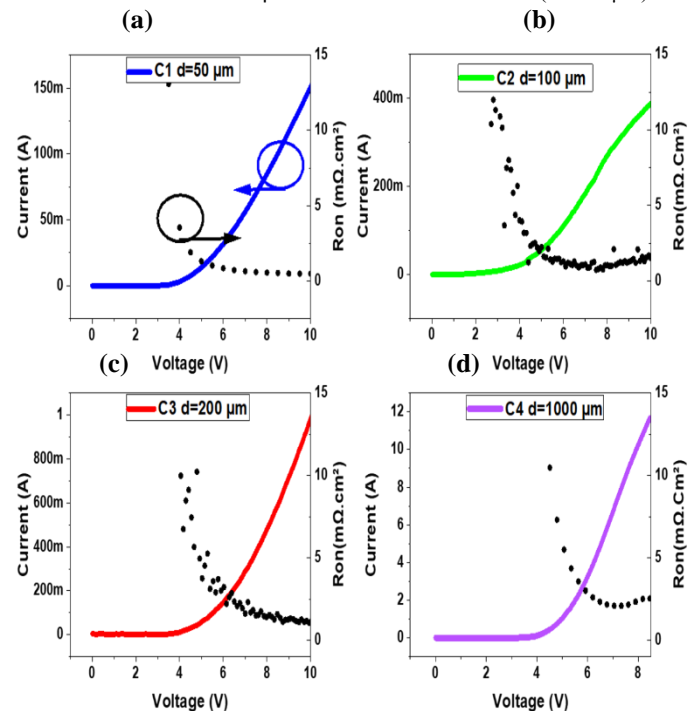 (a)
(b)
C1 d=50 µm
C2 d=100 µm
150m
100m
50m
0
15
10
5
0
400m
200m
0
15
10
5
0
Current (A)
Ron (mΩ.cm²)
Current (A)
Ron(mΩ.cm²)
0 2 4 6 8 10
0 2 4 6 8 10
Voltage (V)
Voltage (V)
(c)
(d)
C3 d=200 µm
C4 d=1000 µm
1
800m
600m
400m
200m
0
15
10
5
0
12
10
8
6
4
2
0
15
10
5
0
Current (A)
Ron(mΩ.Cm²)
Current (A)
Ron(mΩ.Cm²)
0 2 4 6 8 10
0 2 4 6 8
Voltage (V)
Voltage (V)